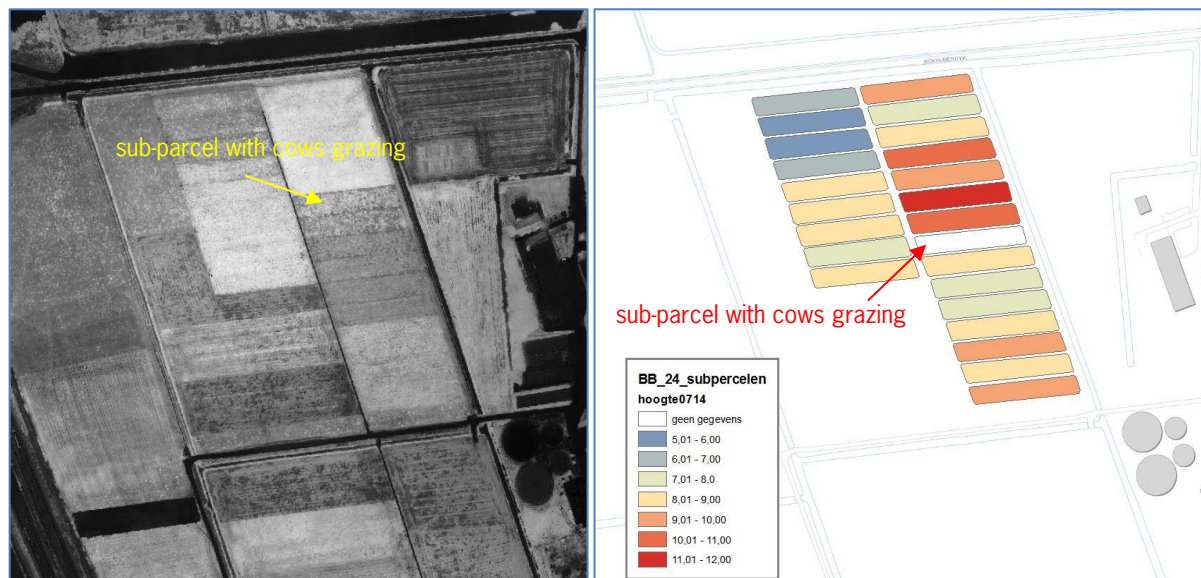 sub-parcel with cows grazing
BOKSUMERDYK
sub-parcel with cows grazing
BB_24_subpercelen
hoogte0714
geen gegevens
5,01 - 6,00
6,01 - 7,00
7,01 - 8,0
8,01 - 9,00
9,01 - 10,00
10,01 - 11,00
11,01 - 12,00